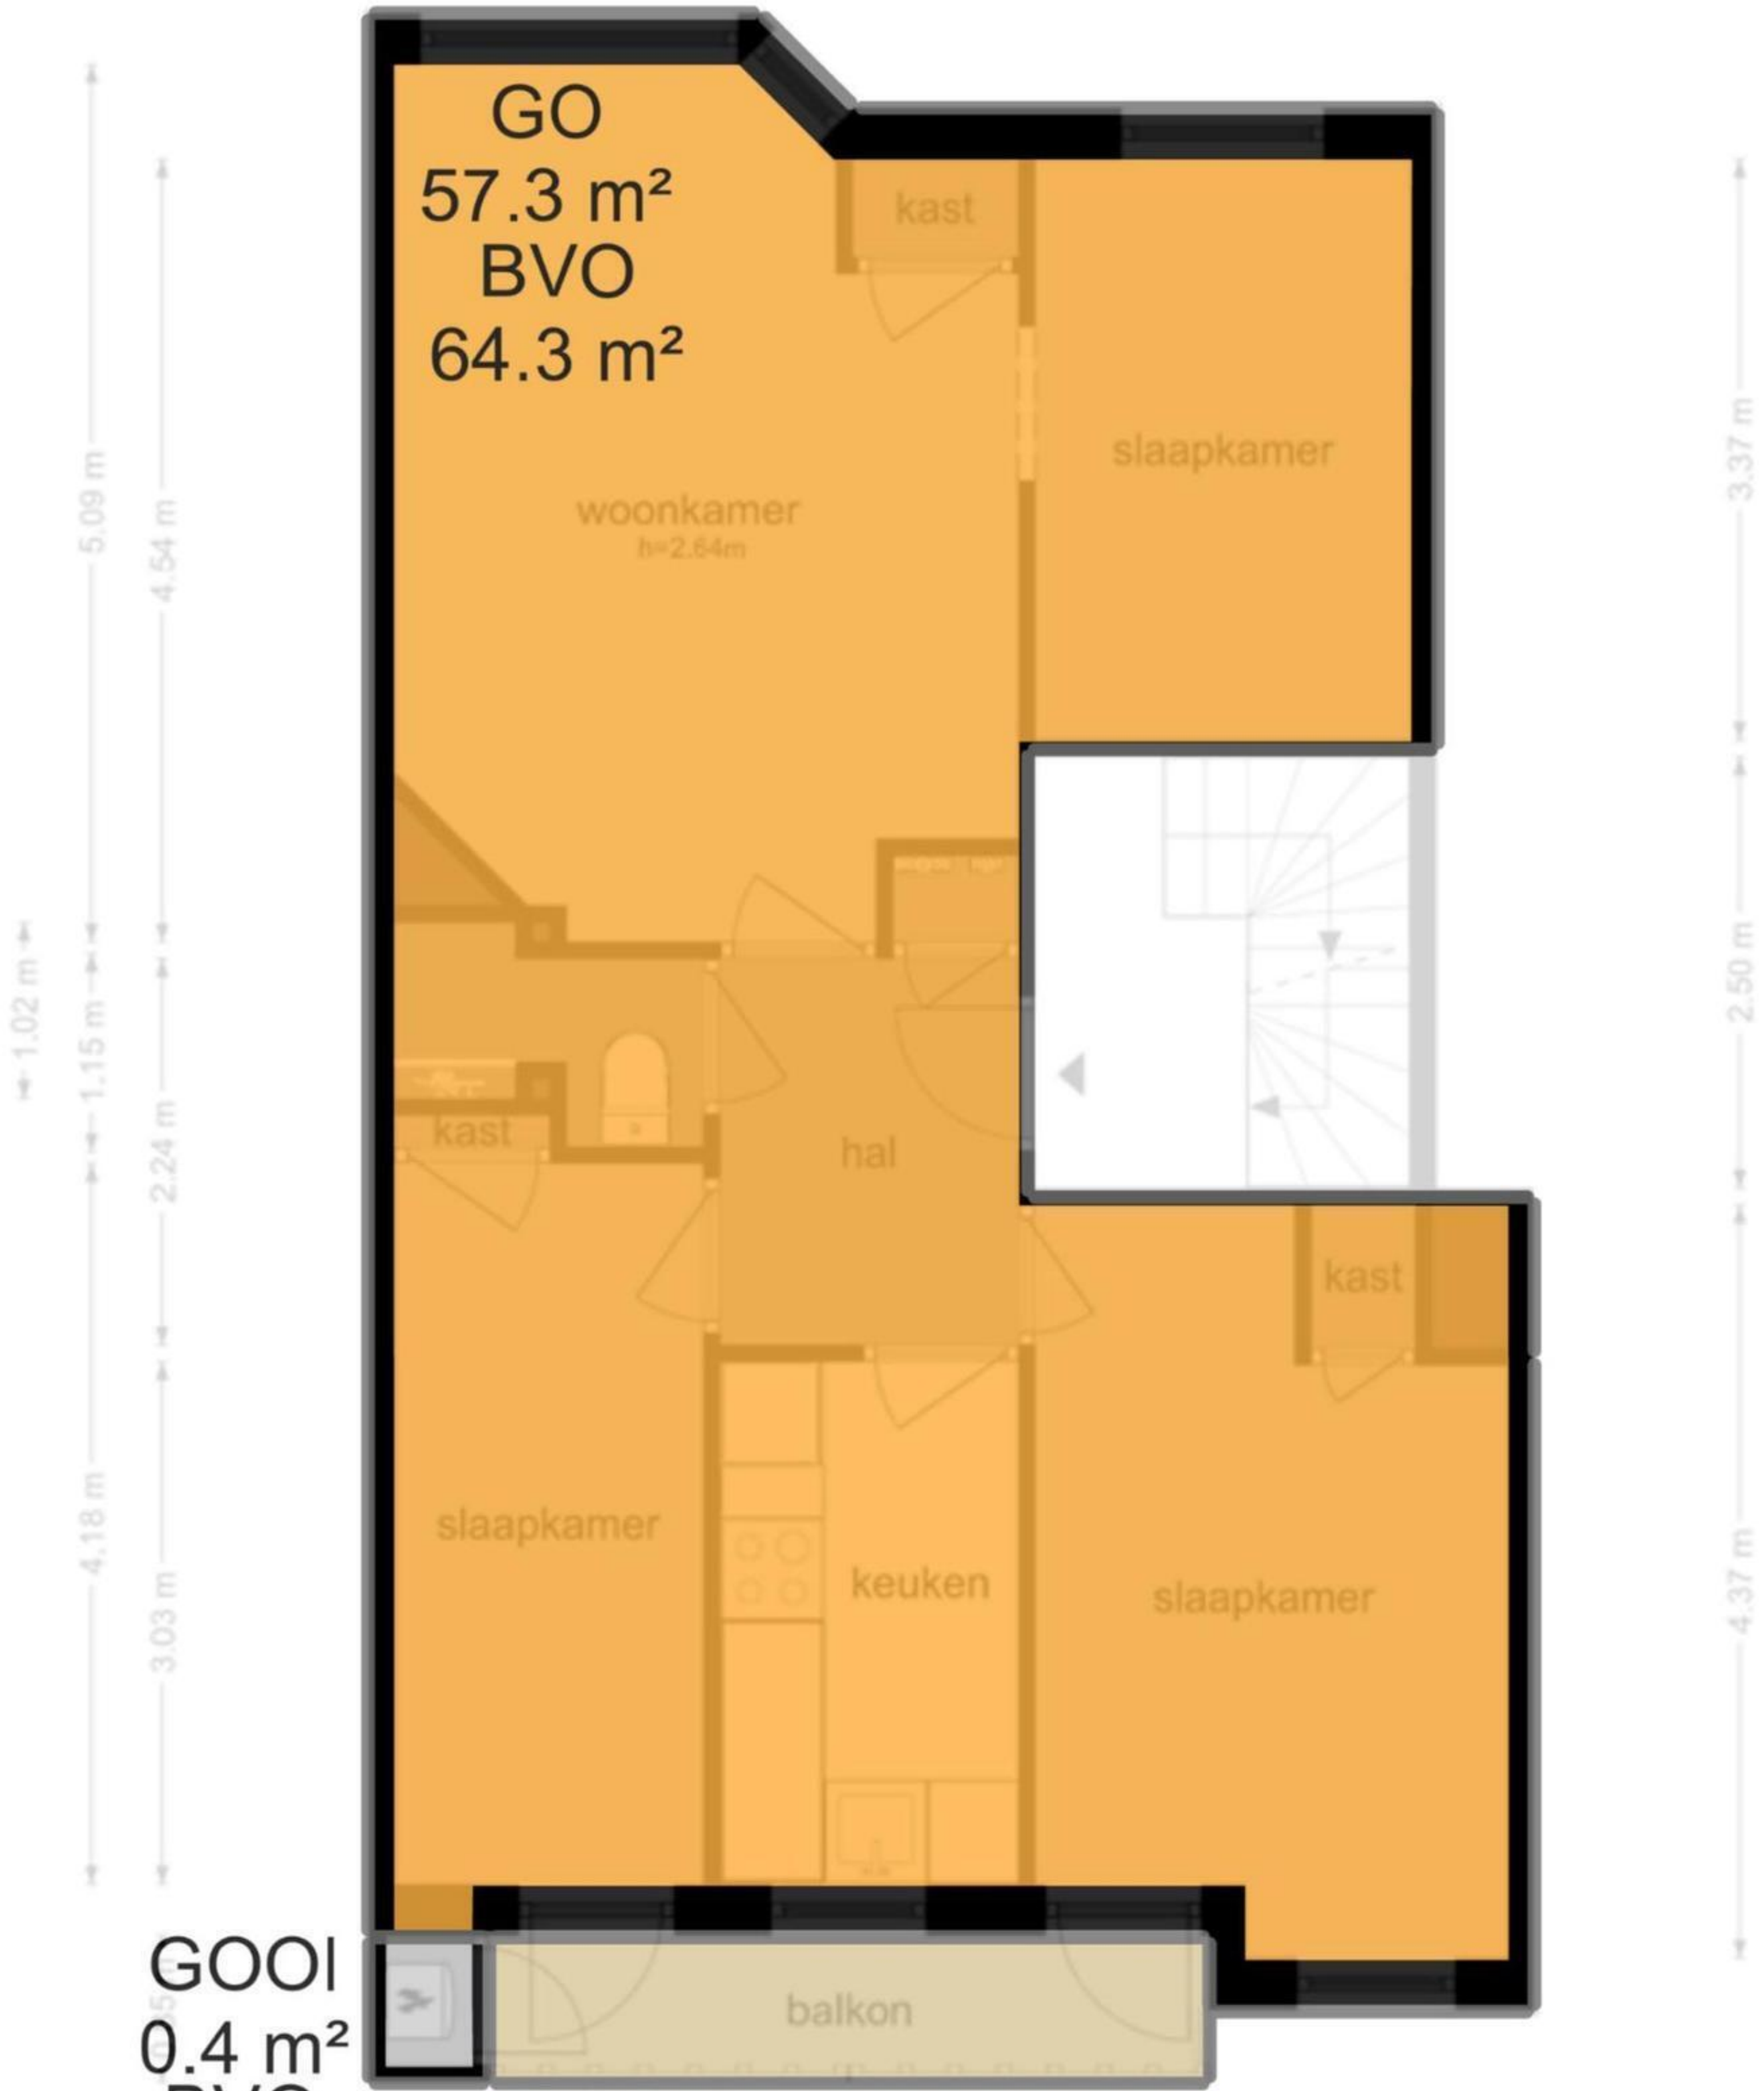 GO
57.3 m²
BVO
64.3 m²
kast
slaapkamer
woonkamer
h=2.64m
5.09 m
4.54 m
3.37 m
1.02 m
1.15 m
2.24 m
2.50 m
kast
hal
kast
slaapkamer
keuken
slaapkamer
4.18 m
3.03 m
4.37 m
GOOI
0.4 m²
BVO
balkon